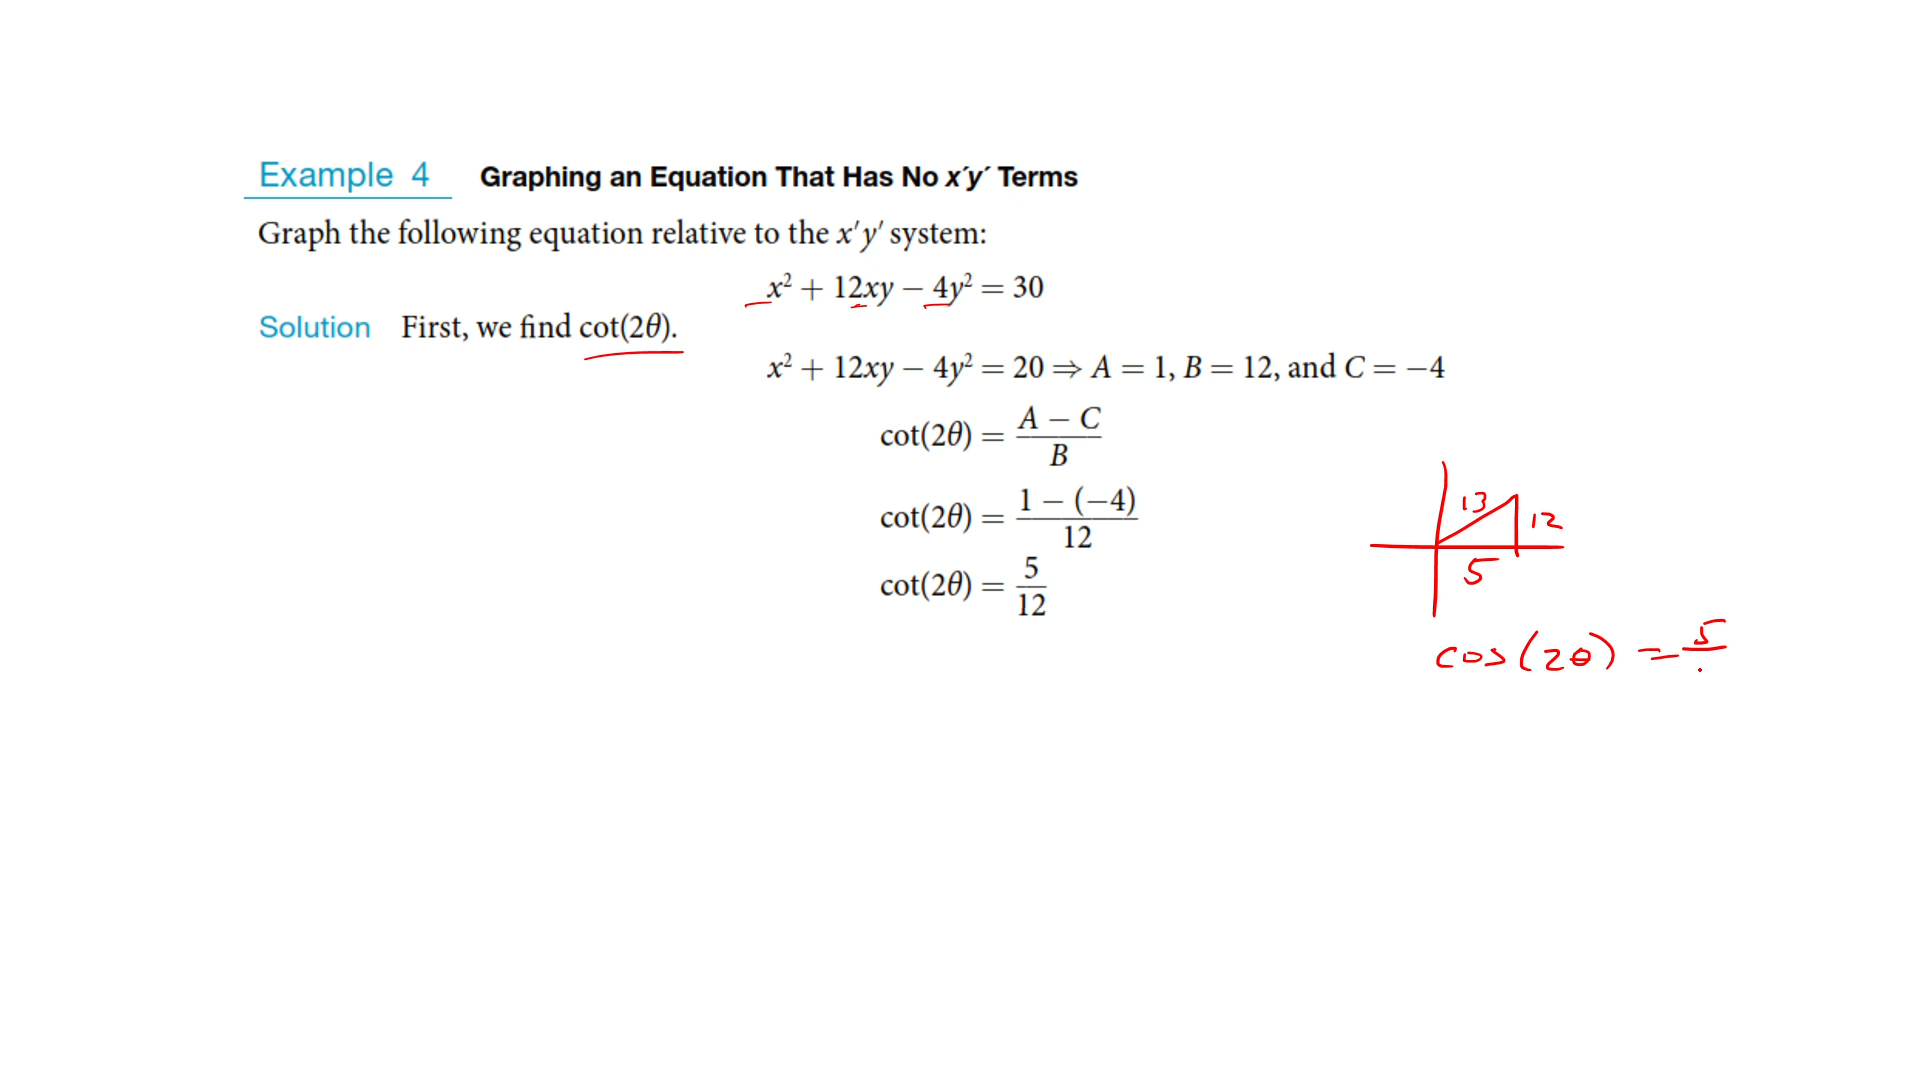 Example 4 Graphing an Equation That Has No x′y′ Terms
Graph the following equation relative to the x′y′ system:
x² + 12xy − 4y² = 30
Solution First, we find cot(2θ).
x² + 12xy − 4y² = 20 ⇒ A = 1, B = 12, and C = −4
cot(2θ) = (A − C)/B
cot(2θ) = (1 − (−4))/12
cot(2θ) = 5/12
13
12
5
cos(2θ) = 5/